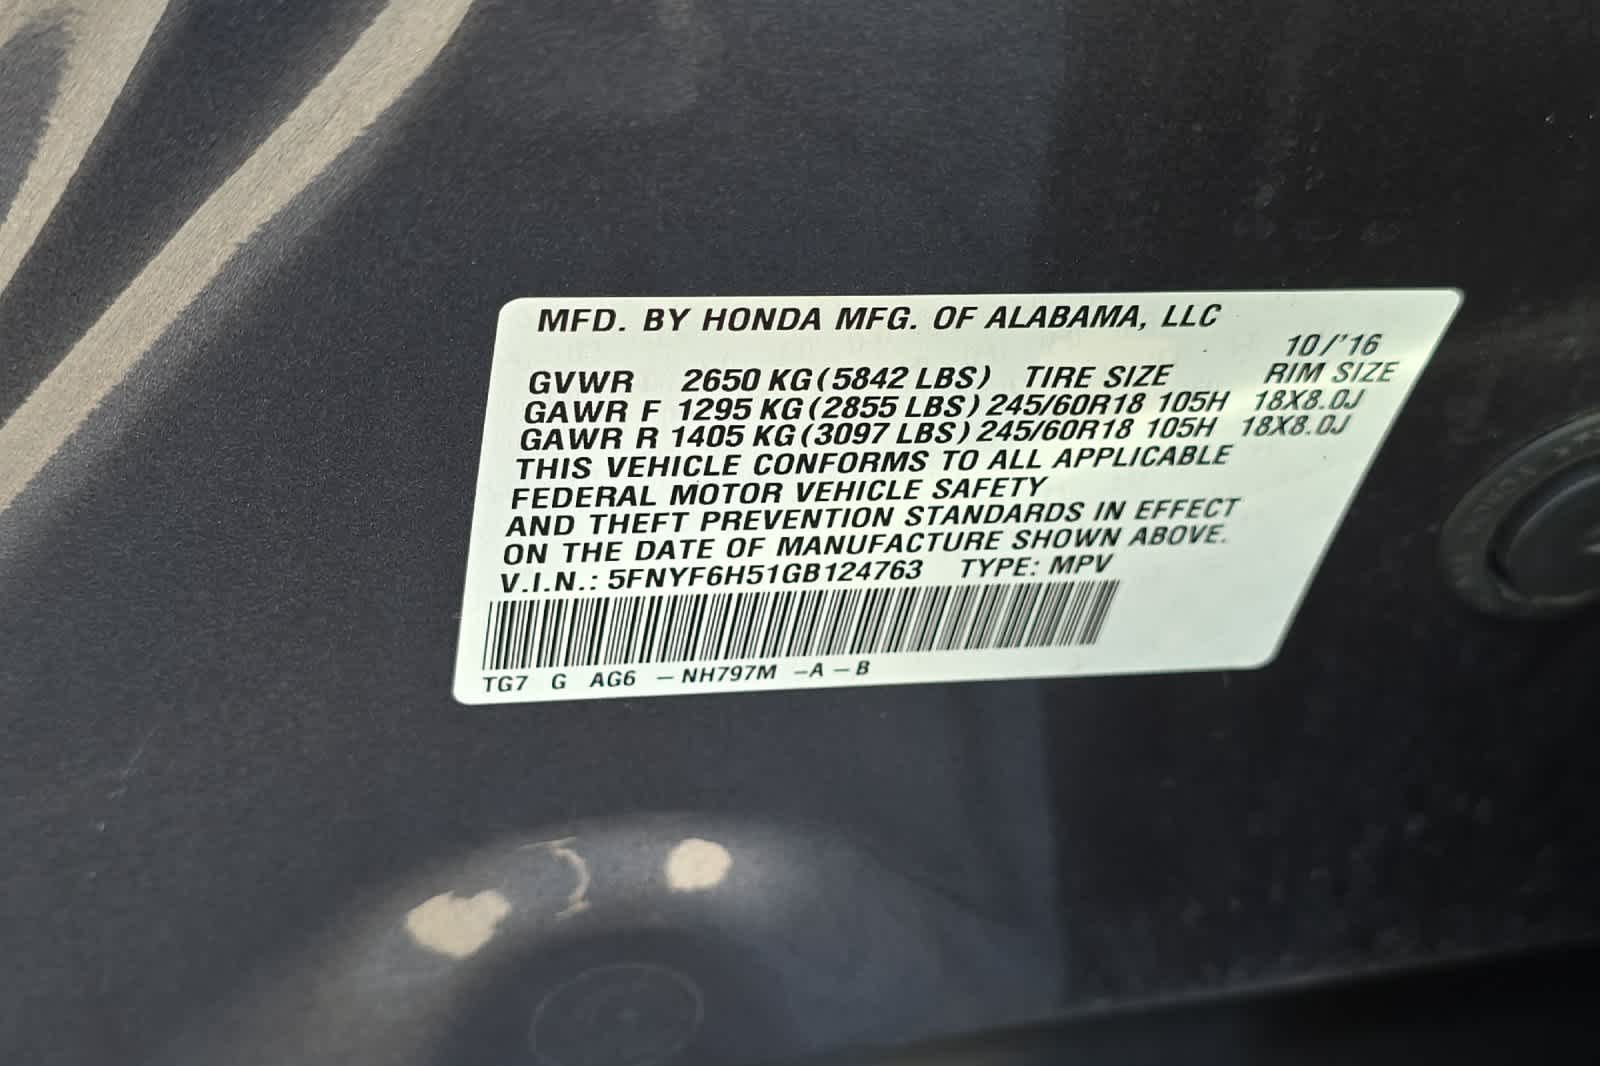 MFD. BY HONDA MFG. OF ALABAMA, LLC
10/'16
GVWR 2650 KG (5842 LBS) TIRE SIZE RIM SIZE
GAWR F 1295 KG (2855 LBS) 245/60R18 105H 18X8.0J
GAWR R 1405 KG (3097 LBS) 245/60R18 105H 18X8.0J
THIS VEHICLE CONFORMS TO ALL APPLICABLE
FEDERAL MOTOR VEHICLE SAFETY
AND THEFT PREVENTION STANDARDS IN EFFECT
ON THE DATE OF MANUFACTURE SHOWN ABOVE.
V.I.N.: 5FNYF6H51GB124763 TYPE: MPV
TG7 G AG6 – NH797M –A – B